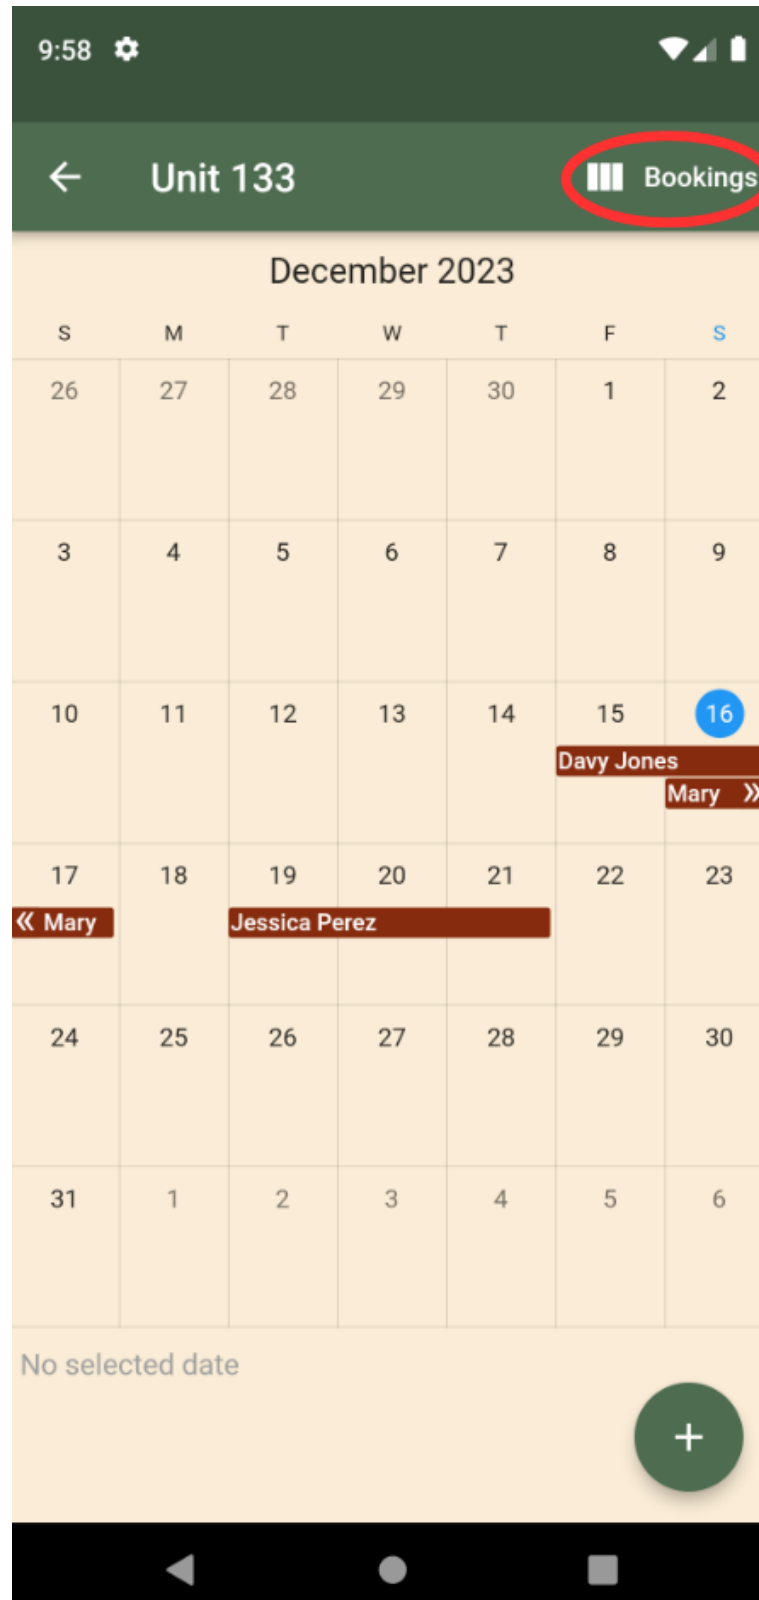 9:58
Unit 133 Bookings
December 2023
S M T W T F S
26 27 28 29 30 1 2
3 4 5 6 7 8 9
10 11 12 13 14 15 16
Davy Jones
Mary »
17 18 19 20 21 22 23
« Mary Jessica Perez
24 25 26 27 28 29 30
31 1 2 3 4 5 6
No selected date
+